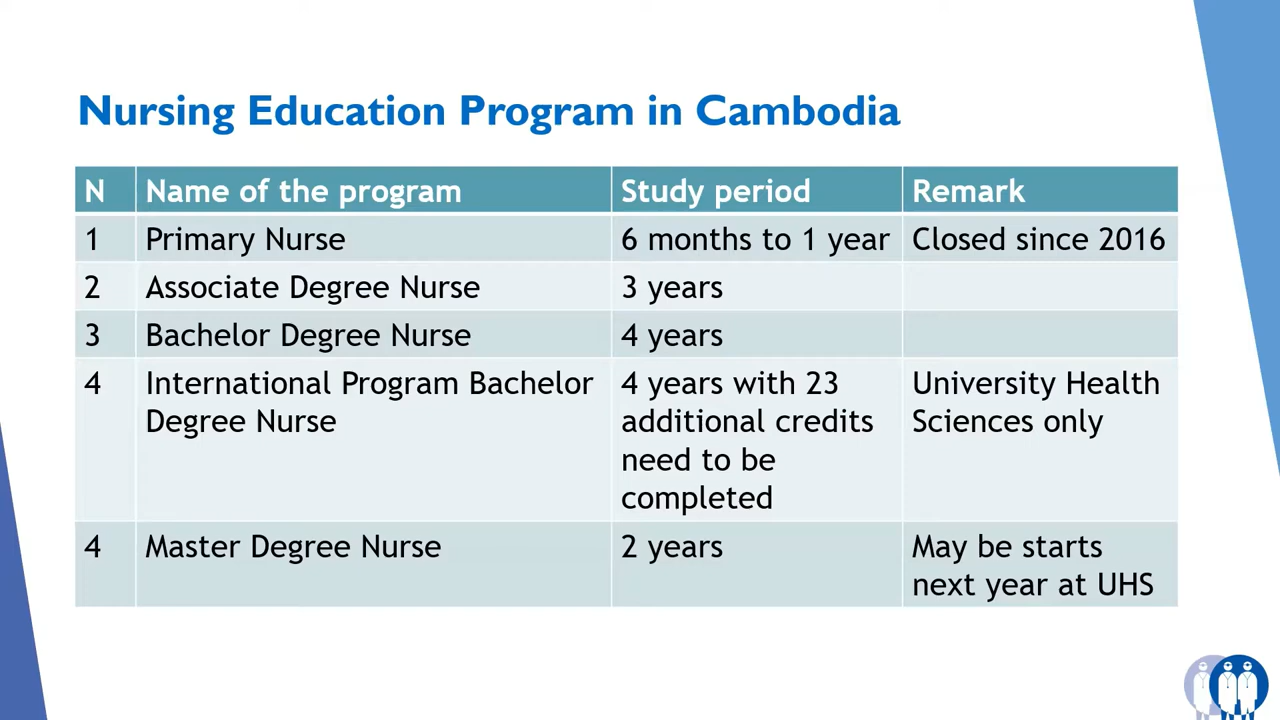 Nursing Education Program in Cambodia
N Name of the program Study period Remark
1 Primary Nurse 6 months to 1 year Closed since 2016
2 Associate Degree Nurse 3 years
3 Bachelor Degree Nurse 4 years
4 International Program Bachelor 4 years with 23 University Health
Degree Nurse additional credits Sciences only
need to be
completed
4 Master Degree Nurse 2 years May be starts
next year at UHS